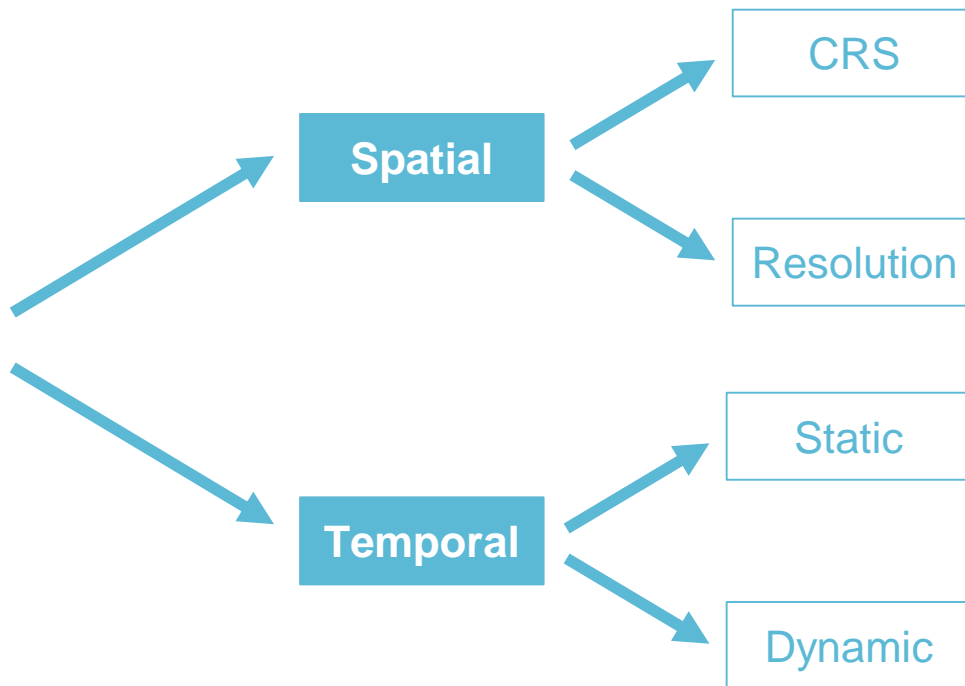 CRS
Spatial
Resolution
Static
Temporal
Dynamic